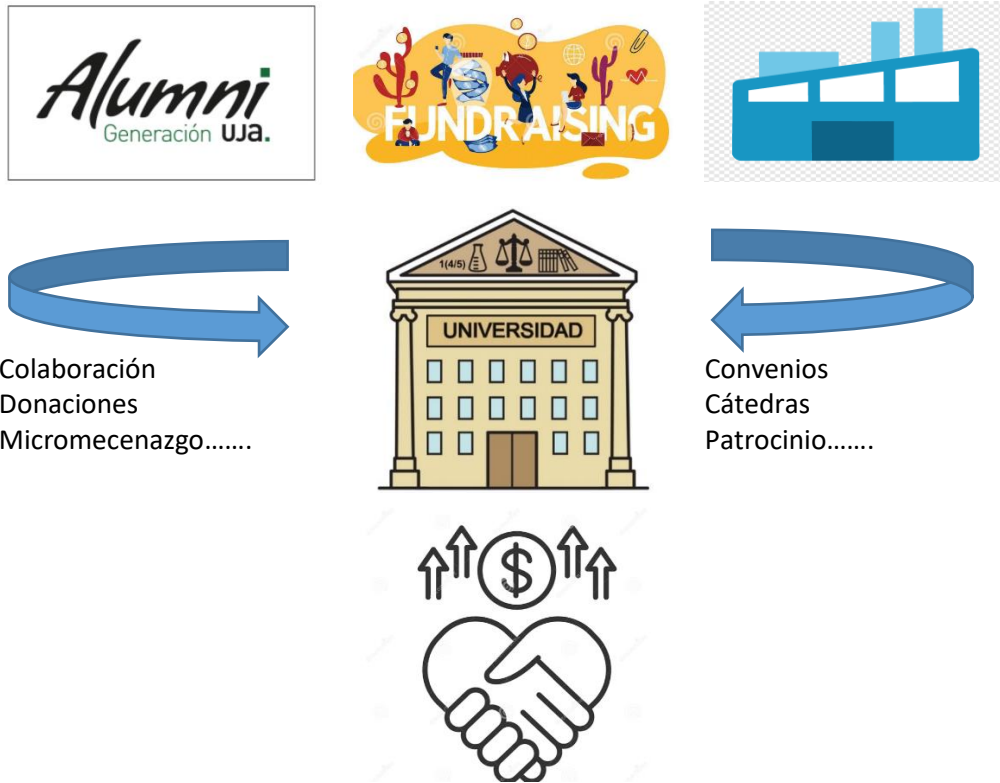 Alumni
Generación UJa.
FUNDRAISING
1(4/5)
UNIVERSIDAD
Colaboración
Donaciones
Micromecenazgo.......
Convenios
Cátedras
Patrocinio.......
$